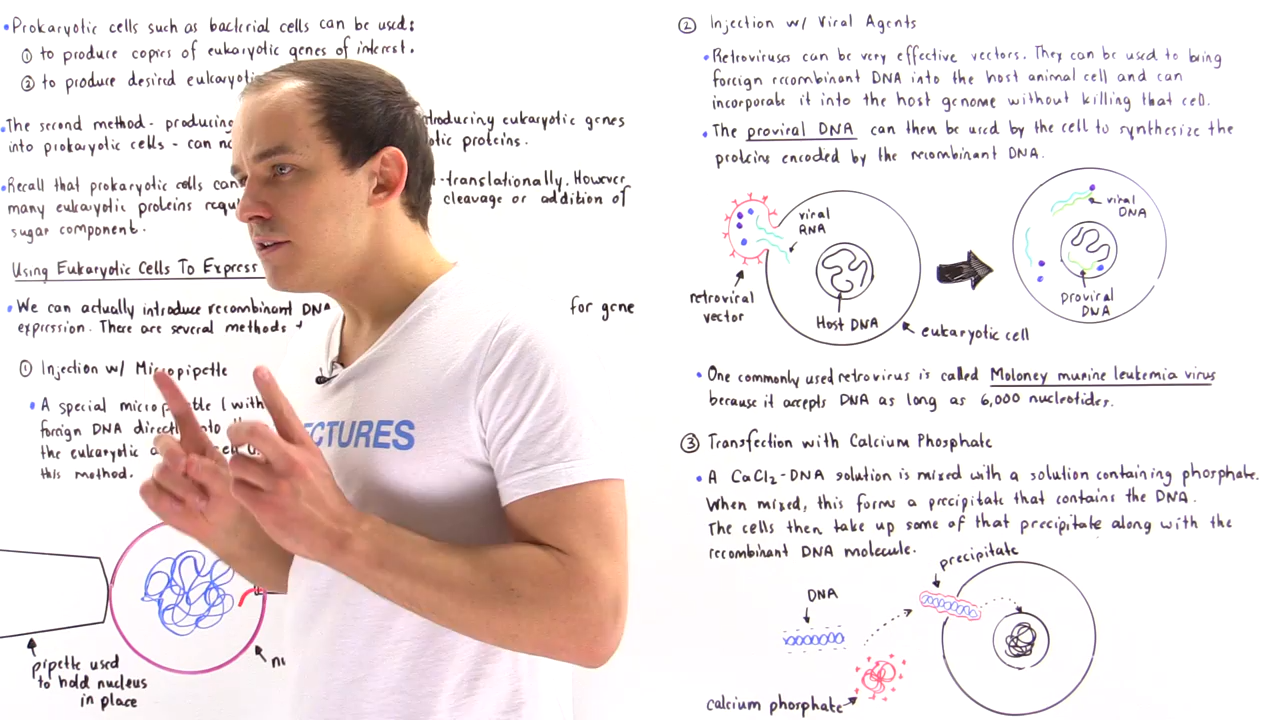 •Prokaryotic cells such as bacterial cells can be used:
① to produce copies of eukaryotic genes of interest.
② to produce desired eukaryoti
•The second method - producing troducing eukaryotic genes
into prokaryotic cells - can otic proteins.
•Recall that prokaryotic cells can -translationally. However
many eukaryotic proteins requ cleavage or addition of
sugar component.
Using Eukaryotic Cells To Express
•We can actually introduce recombinant DNA for gene
expression. There are several methods
① Injection w/ Micropipette
•A special micropipette (with
foreign DNA directly into
the eukaryotic cell
this method.
pipette used
to hold nucleus
in place
nu
LECTURES
② Injection w/ Viral Agents
•Retroviruses can be very effective vectors. They can be used to bring
foreign recombinant DNA into the host animal cell and can
incorporate it into the host genome without killing that cell.
•The proviral DNA can then be used by the cell to synthesize the
proteins encoded by the recombinant DNA.
viral
RNA
retroviral
vector
Host DNA
eukaryotic cell
viral
DNA
proviral
DNA
•One commonly used retrovirus is called Moloney murine leukemia virus
because it accepts DNA as long as 6,000 nucleotides.
③ Transfection with Calcium Phosphate
•A CaCl2-DNA solution is mixed with a solution containing phosphate.
When mixed, this forms a precipitate that contains the DNA.
The cells then take up some of that precipitate along with the
recombinant DNA molecule.
precipitate
DNA
calcium phosphate